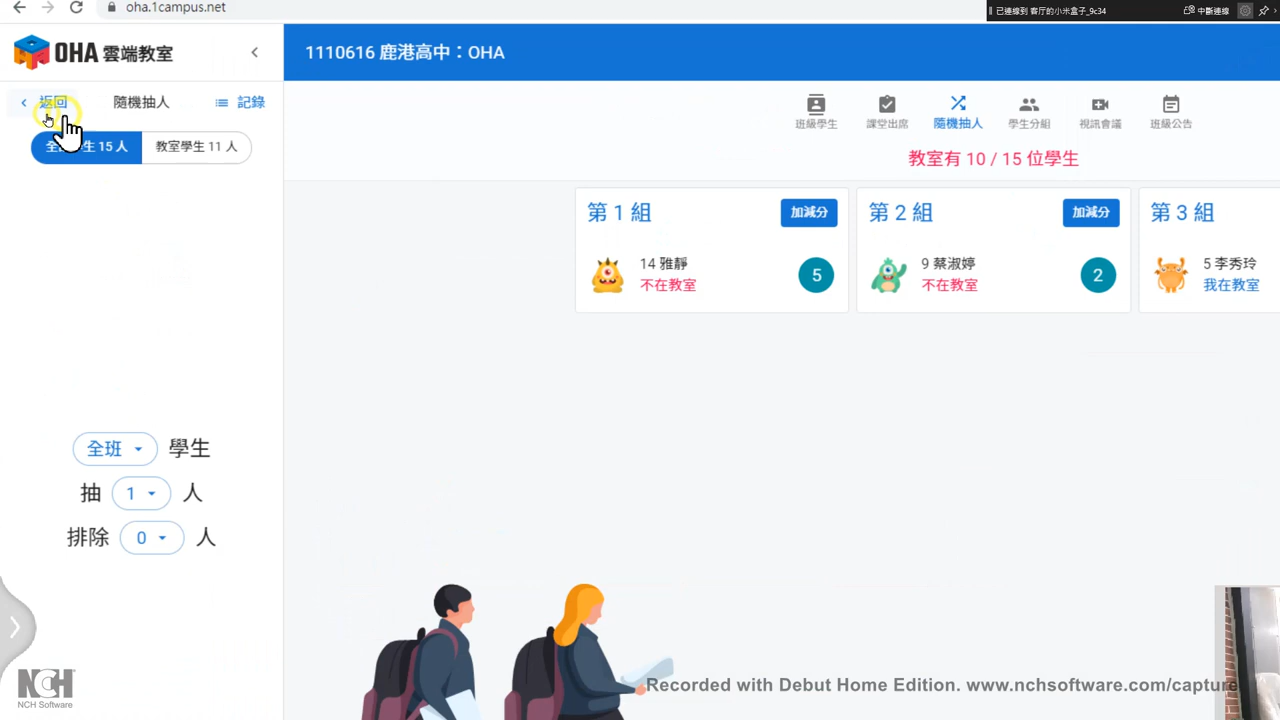 oha.1campus.net
已連線到 客厅的小米盒子_9c34
中斷連線
OHA 雲端教室
1110616 鹿港高中：OHA
返回
隨機抽人
記錄
生 15 人
教室學生 11 人
班級學生
課堂出席
隨機抽人
學生分組
視訊會議
班級公告
教室有 10 / 15 位學生
第 1 組
加減分
第 2 組
加減分
第 3 組
14 雅靜
不在教室
5
9 蔡淑婷
不在教室
2
5 李秀玲
我在教室
全班 學生
抽 1 人
排除 0 人
NCH
NCH Software
Recorded with Debut Home Edition. www.nchsoftware.com/capture